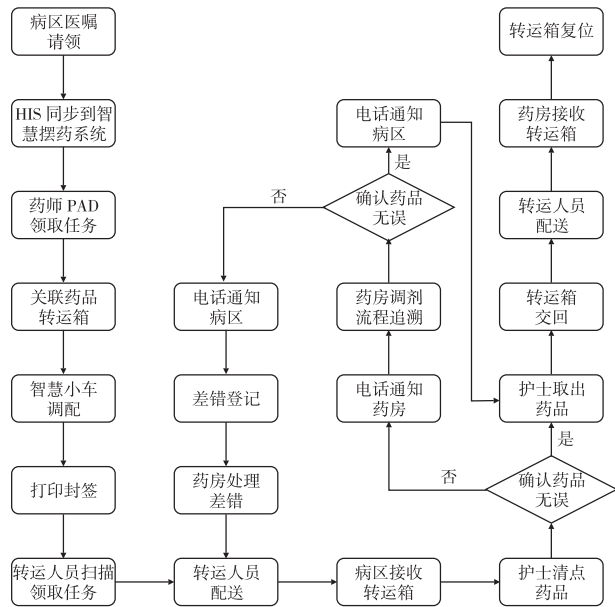 病区医嘱
请领
HIS 同步到智
慧摆药系统
药师 PAD
领取任务
关联药品
转运箱
智慧小车
调配
打印封签
转运人员扫描
领取任务
否
电话通知
病区
差错登记
药房处理
差错
转运人员
配送
电话通知
病区
是
确认药品
无误
药房调剂
流程追溯
电话通知
药房
否
病区接收
转运箱
转运箱复位
药房接收
转运箱
转运人员
配送
转运箱
交回
护士取出
药品
是
确认药品
无误
护士清点
药品